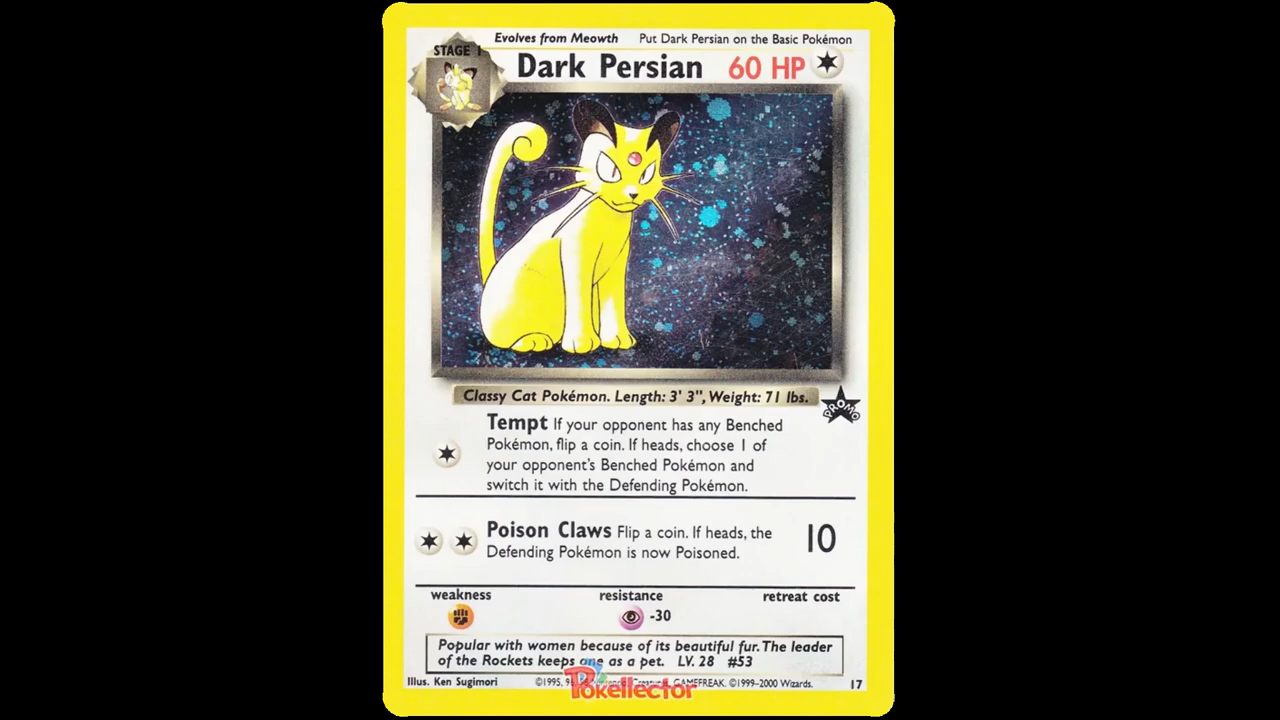 Evolves from Meowth Put Dark Persian on the Basic Pokémon
STAGE 1
Dark Persian 60 HP
Classy Cat Pokémon. Length: 3' 3", Weight: 71 lbs.
PROMO
Tempt If your opponent has any Benched
Pokémon, flip a coin. If heads, choose 1 of
your opponent's Benched Pokémon and
switch it with the Defending Pokémon.
Poison Claws Flip a coin. If heads, the
Defending Pokémon is now Poisoned.
10
weakness resistance retreat cost
-30
Popular with women because of its beautiful fur. The leader
of the Rockets keeps one as a pet. LV. 28 #53
Illus. Ken Sugimori ©1995, GAMEFREAK. ©1999-2000 Wizards. 17
Pokellector